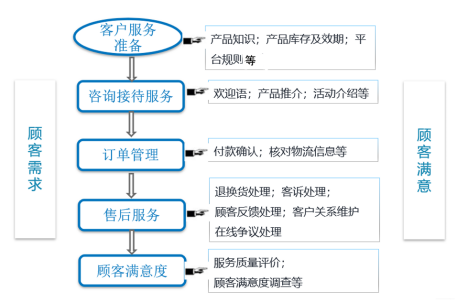 客户服务
准备
产品知识；产品库存及效期；平
台规则等
咨询接待服务
欢迎语；产品推介；活动介绍等
订单管理
付款确认；核对物流信息等
售后服务
退换货处理；客诉处理；
顾客反馈处理；客户关系维护
在线争议处理
顾客满意度
服务质量评价；
顾客满意度调查等
顾客需求
顾客满意